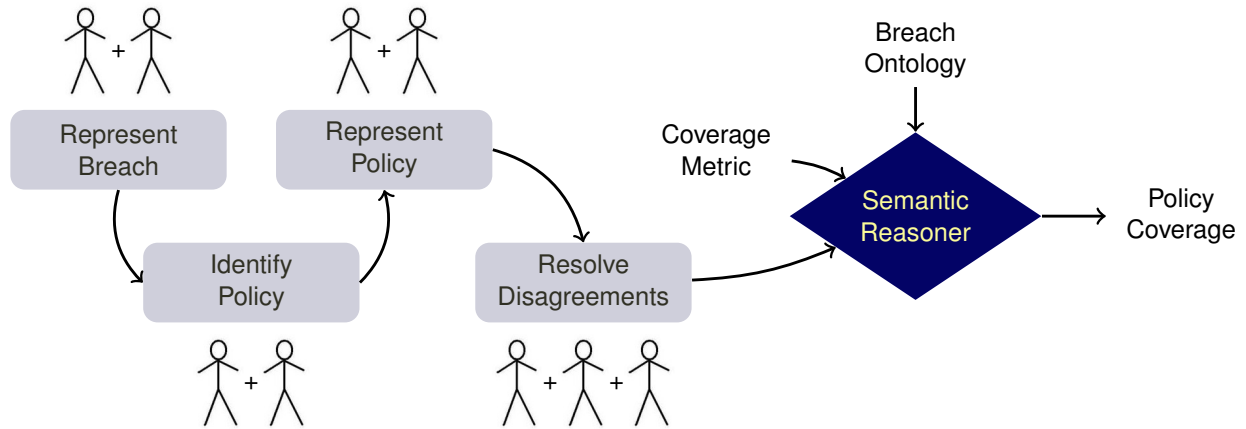 +
+
Represent
Breach
Identify
Policy
+
Represent
Policy
Resolve
Disagreements
+ +
Coverage
Metric
Breach
Ontology
Semantic
Reasoner
Policy
Coverage